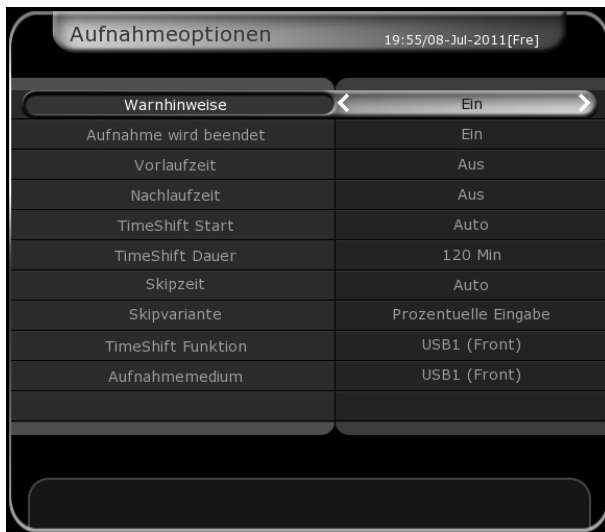 Aufnahmeoptionen 19:55/08-Jul-2011[Fre]
Warnhinweise Ein
Aufnahme wird beendet Ein
Vorlaufzeit Aus
Nachlaufzeit Aus
TimeShift Start Auto
TimeShift Dauer 120 Min
Skipzeit Auto
Skipvariante Prozentuelle Eingabe
TimeShift Funktion USB1 (Front)
Aufnahmemedium USB1 (Front)